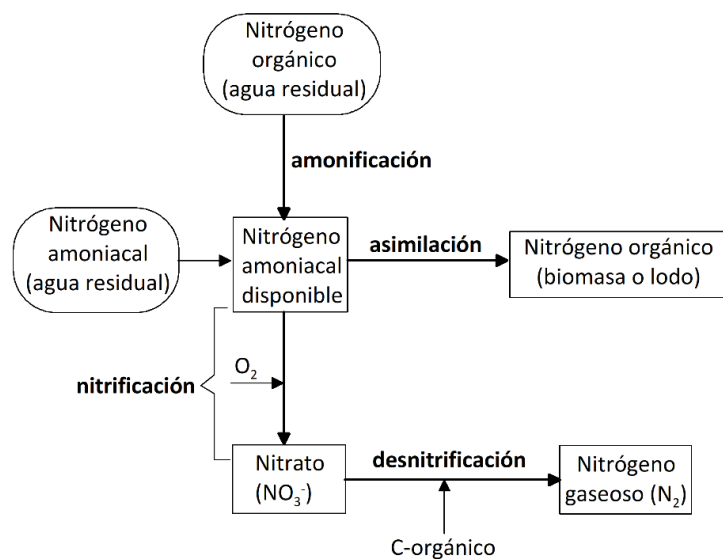 Nitrógeno
orgánico
(agua residual)
amonificación
Nitrógeno
amoniacal
(agua residual)
Nitrógeno
amoniacal
disponible
asimilación
Nitrógeno orgánico
(biomasa o lodo)
nitrificación
O₂
Nitrato
(NO₃⁻)
desnitrificación
Nitrógeno
gaseoso (N₂)
C-orgánico